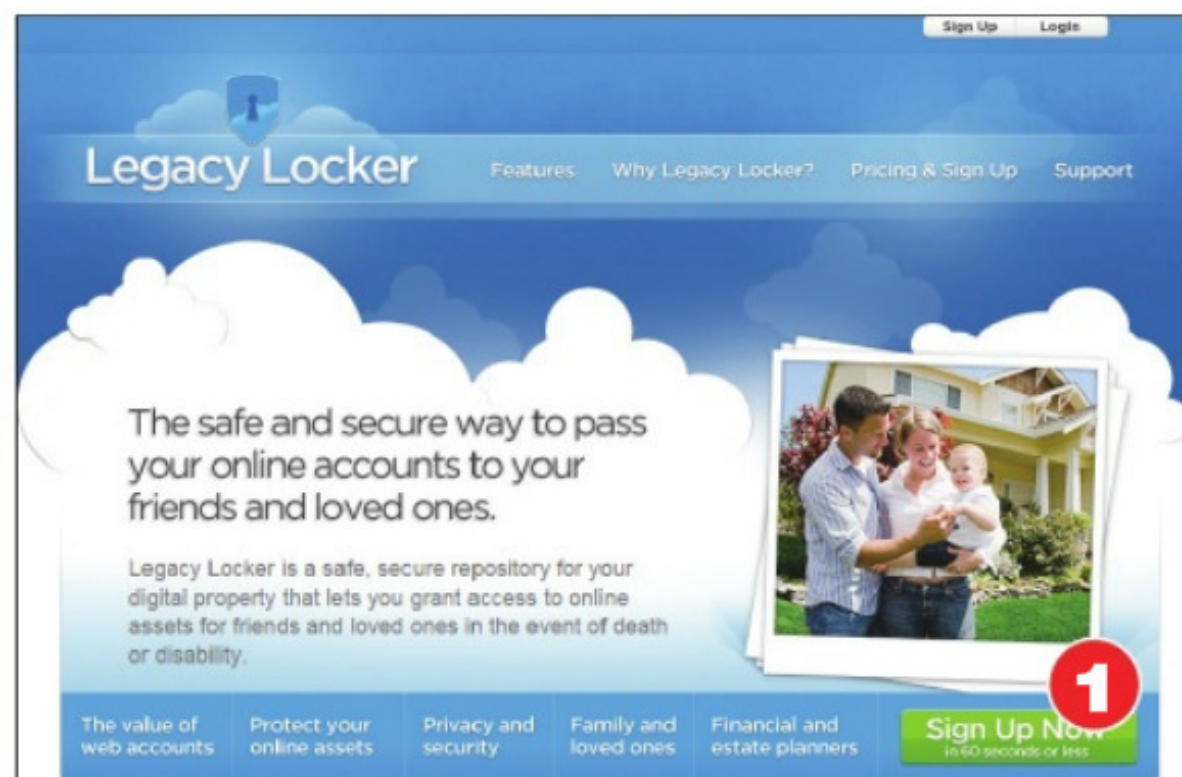 Sign Up Login
Legacy Locker
Features Why Legacy Locker? Pricing & Sign Up Support
The safe and secure way to pass
your online accounts to your
friends and loved ones.
Legacy Locker is a safe, secure repository for your
digital property that lets you grant access to online
assets for friends and loved ones in the event of death
or disability.
1
The value of
web accounts
Protect your
online assets
Privacy and
security
Family and
loved ones
Financial and
estate planners
Sign Up Now
in 60 seconds or less